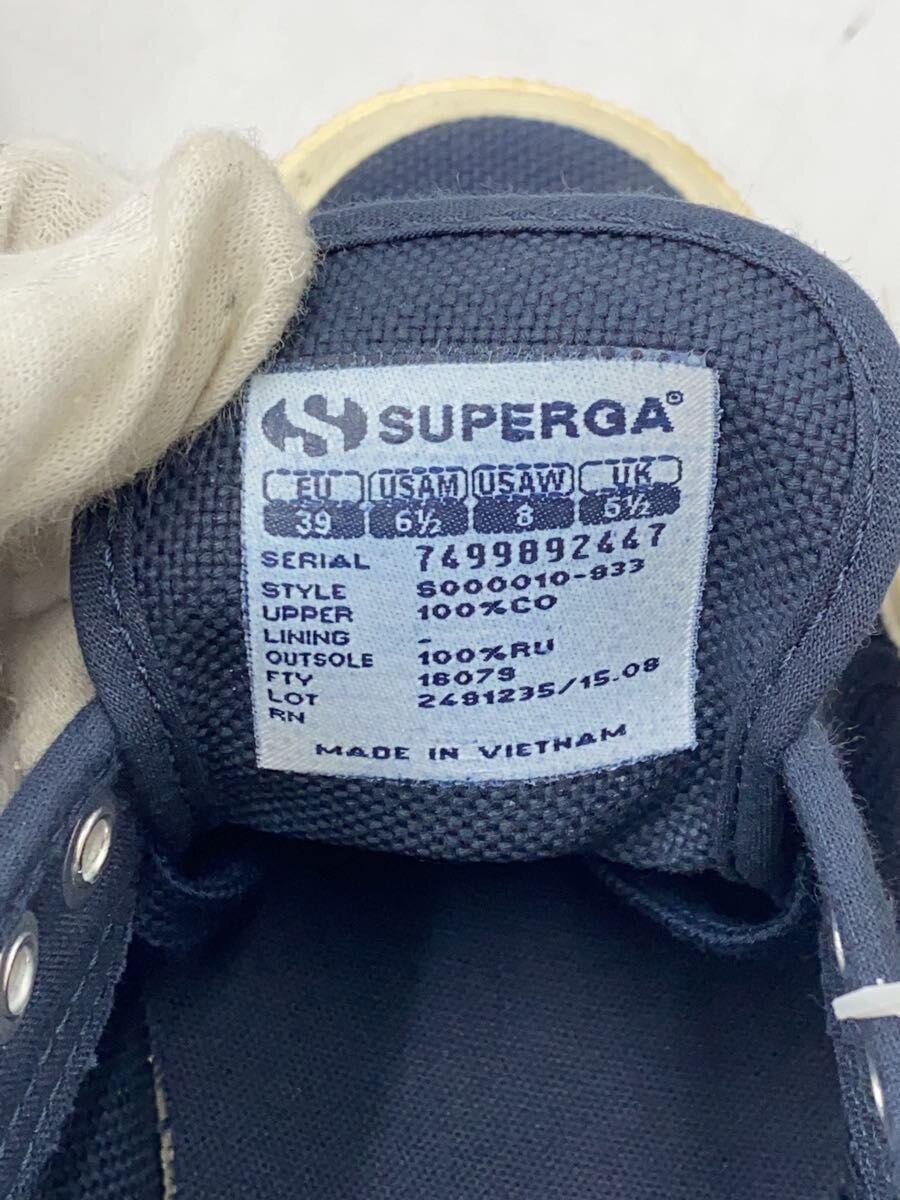 SUPERGA®
EU USAM USAW UK
39 6½ 8 5½
SERIAL 7499892447
STYLE S000010-933
UPPER 100%CO
LINING -
OUTSOLE 100%RU
FTY 16079
LOT 2481235/15.08
RN
MADE IN VIETNAM